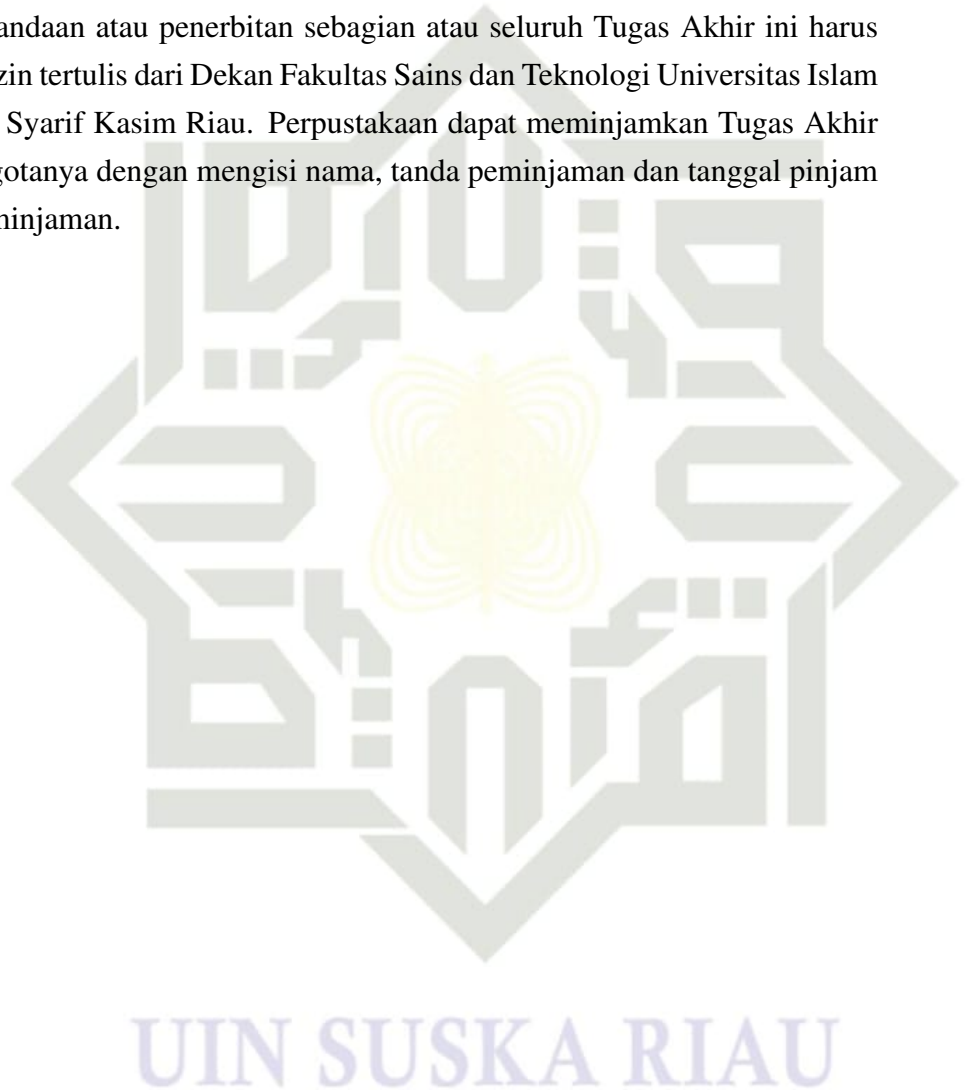 andaan atau penerbitan sebagian atau seluruh Tugas Akhir ini harus
zin tertulis dari Dekan Fakultas Sains dan Teknologi Universitas Islam
Syarif Kasim Riau. Perpustakaan dapat meminjamkan Tugas Akhir
gotanya dengan mengisi nama, tanda peminjaman dan tanggal pinjam
ninjaman.
UIN SUSKA RIAU